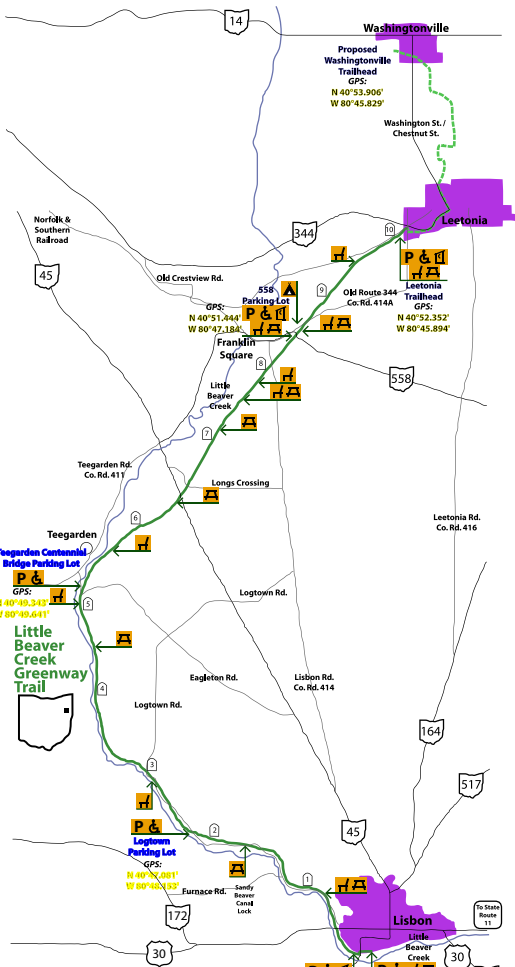 14
Washingtonville
Proposed
Washingtonville
Trailhead
GPS:
N 40°53.906'
W 80°45.829'
Washington St./
Chestnut St.
Leetonia
Norfolk &
Southern
Railroad
344
10
45
Old Crestview Rd.
P
Leetonia
Trailhead
GPS:
N 40°52.352'
W 80°45.894'
9
558
Parking Lot
P
GPS:
N 40°51.444'
W 80°47.184'
Old Route 344
Co.Rd. 414A
Franklin
Square
8
558
Little
Beaver
Creek
7
Teegarden Rd.
Co. Rd. 411
Longs Crossing
6
Leetonia Rd.
Co. Rd. 416
Teegarden
Teegarden Centennial
Bridge Parking Lot
P
GPS:
N 40°49.343'
W 80°49.641'
5
Logtown Rd.
Little
Beaver
Creek
Greenway
Trail
4
Eagleton Rd.
Lisbon Rd.
Co. Rd. 414
Logtown Rd.
164
3
517
P
2
45
Logtown
Parking Lot
GPS:
1
Furnace Rd.
Sandy
Beaver
Canal
Lock
172
Lisbon
To State
Route
11
Little
Beaver
Creek
30
30